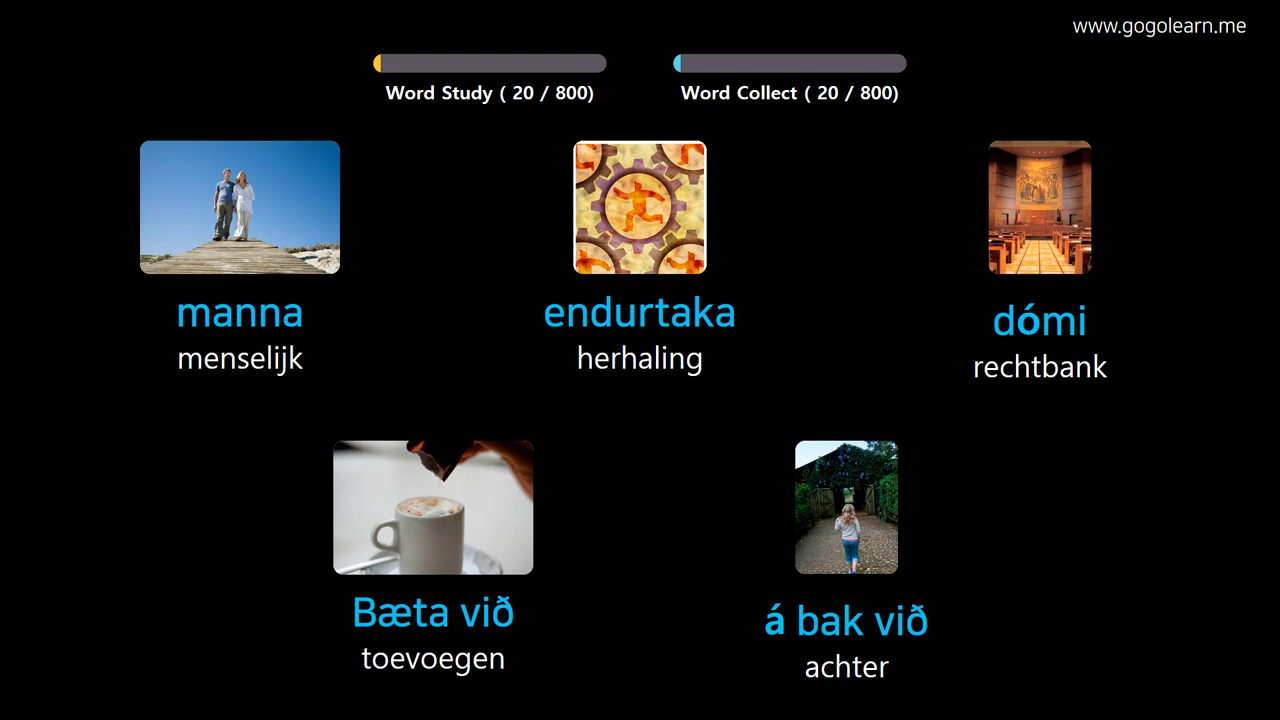 www.gogolearn.me
Word Study ( 20 / 800)
Word Collect ( 20 / 800)
manna
menselijk
endurtaka
herhaling
dómi
rechtbank
Bæta við
toevoegen
á bak við
achter